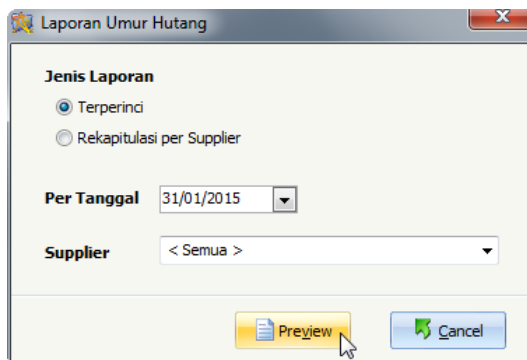 Laporan Umur Hutang
Jenis Laporan
Terperinci
Rekapitulasi per Supplier
Per Tanggal 31/01/2015
Supplier < Semua >
Preview Cancel